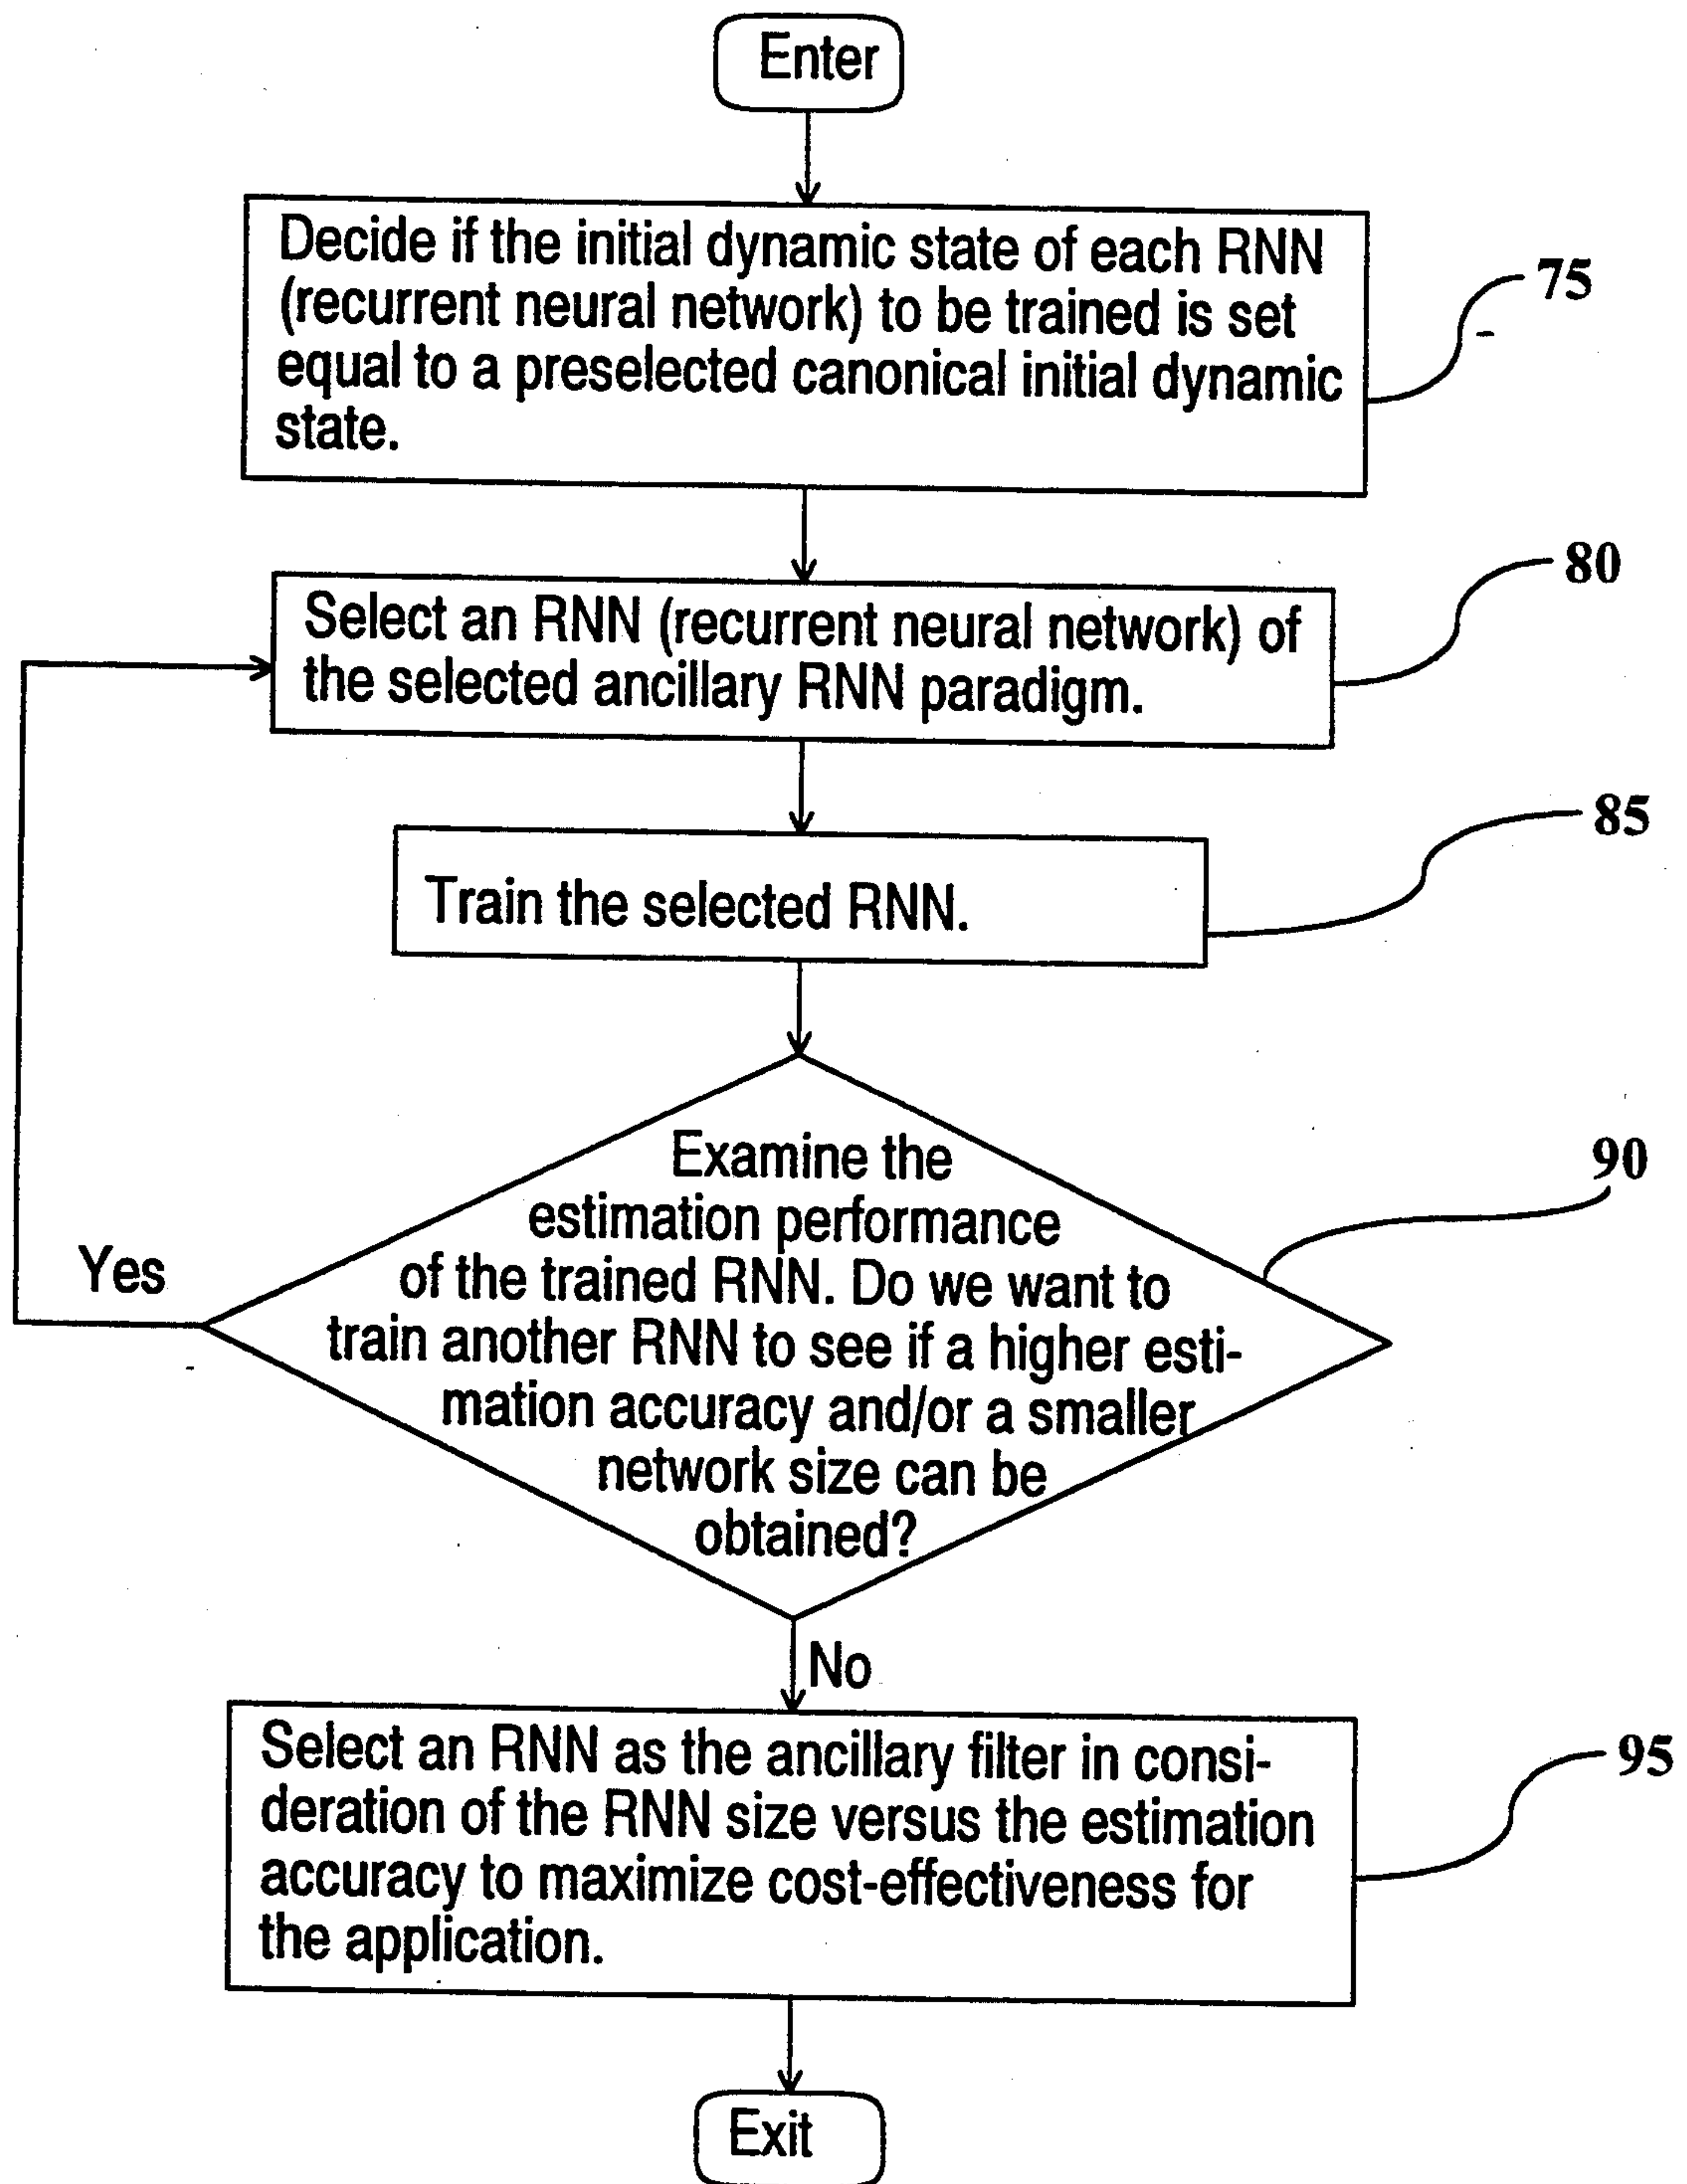 Enter
Decide if the initial dynamic state of each RNN
(recurrent neural network) to be trained is set
equal to a preselected canonical initial dynamic
state.
75
Select an RNN (recurrent neural network) of
the selected ancillary RNN paradigm.
80
Train the selected RNN.
85
Examine the
estimation performance
of the trained RNN. Do we want to
train another RNN to see if a higher esti-
mation accuracy and/or a smaller
network size can be
obtained?
90
Yes
No
Select an RNN as the ancillary filter in consi-
deration of the RNN size versus the estimation
accuracy to maximize cost-effectiveness for
the application.
95
Exit